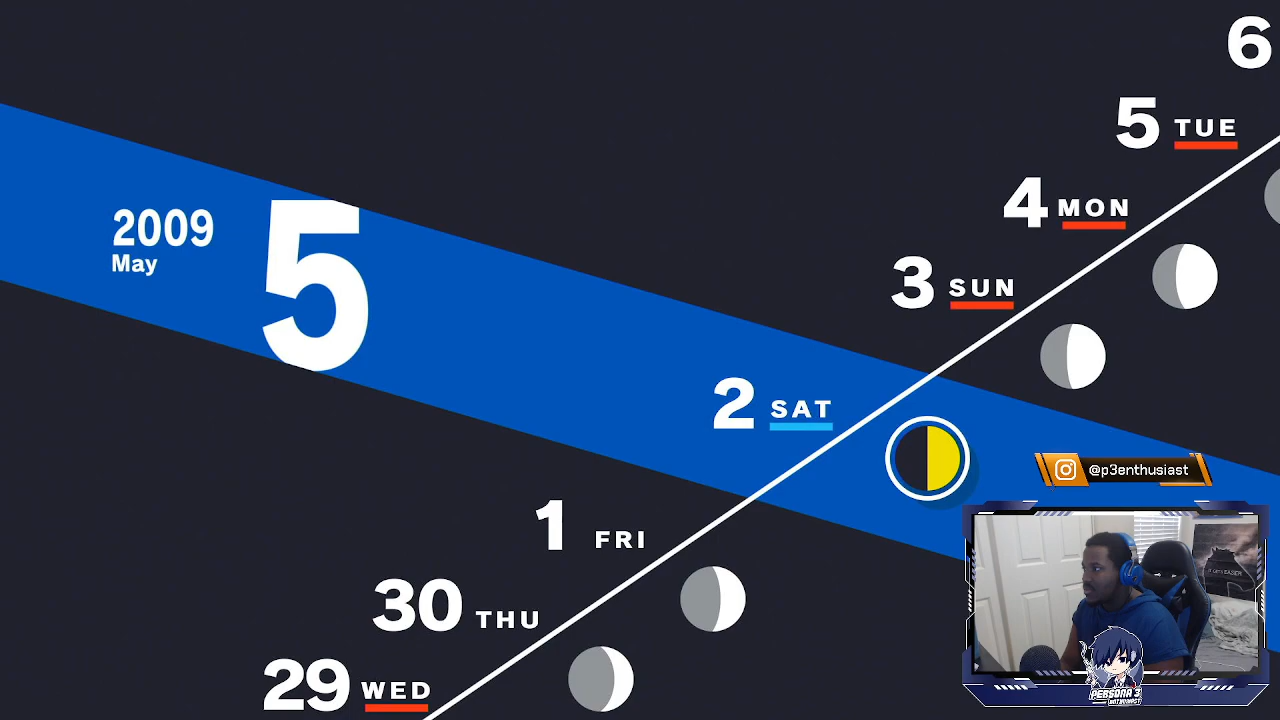 6
5 TUE
4 MON
3 SUN
2009
May
5
2 SAT
1 FRI
30 THU
29 WED
@p3enthusiast
PERSONA 3
ENTHUSIAST